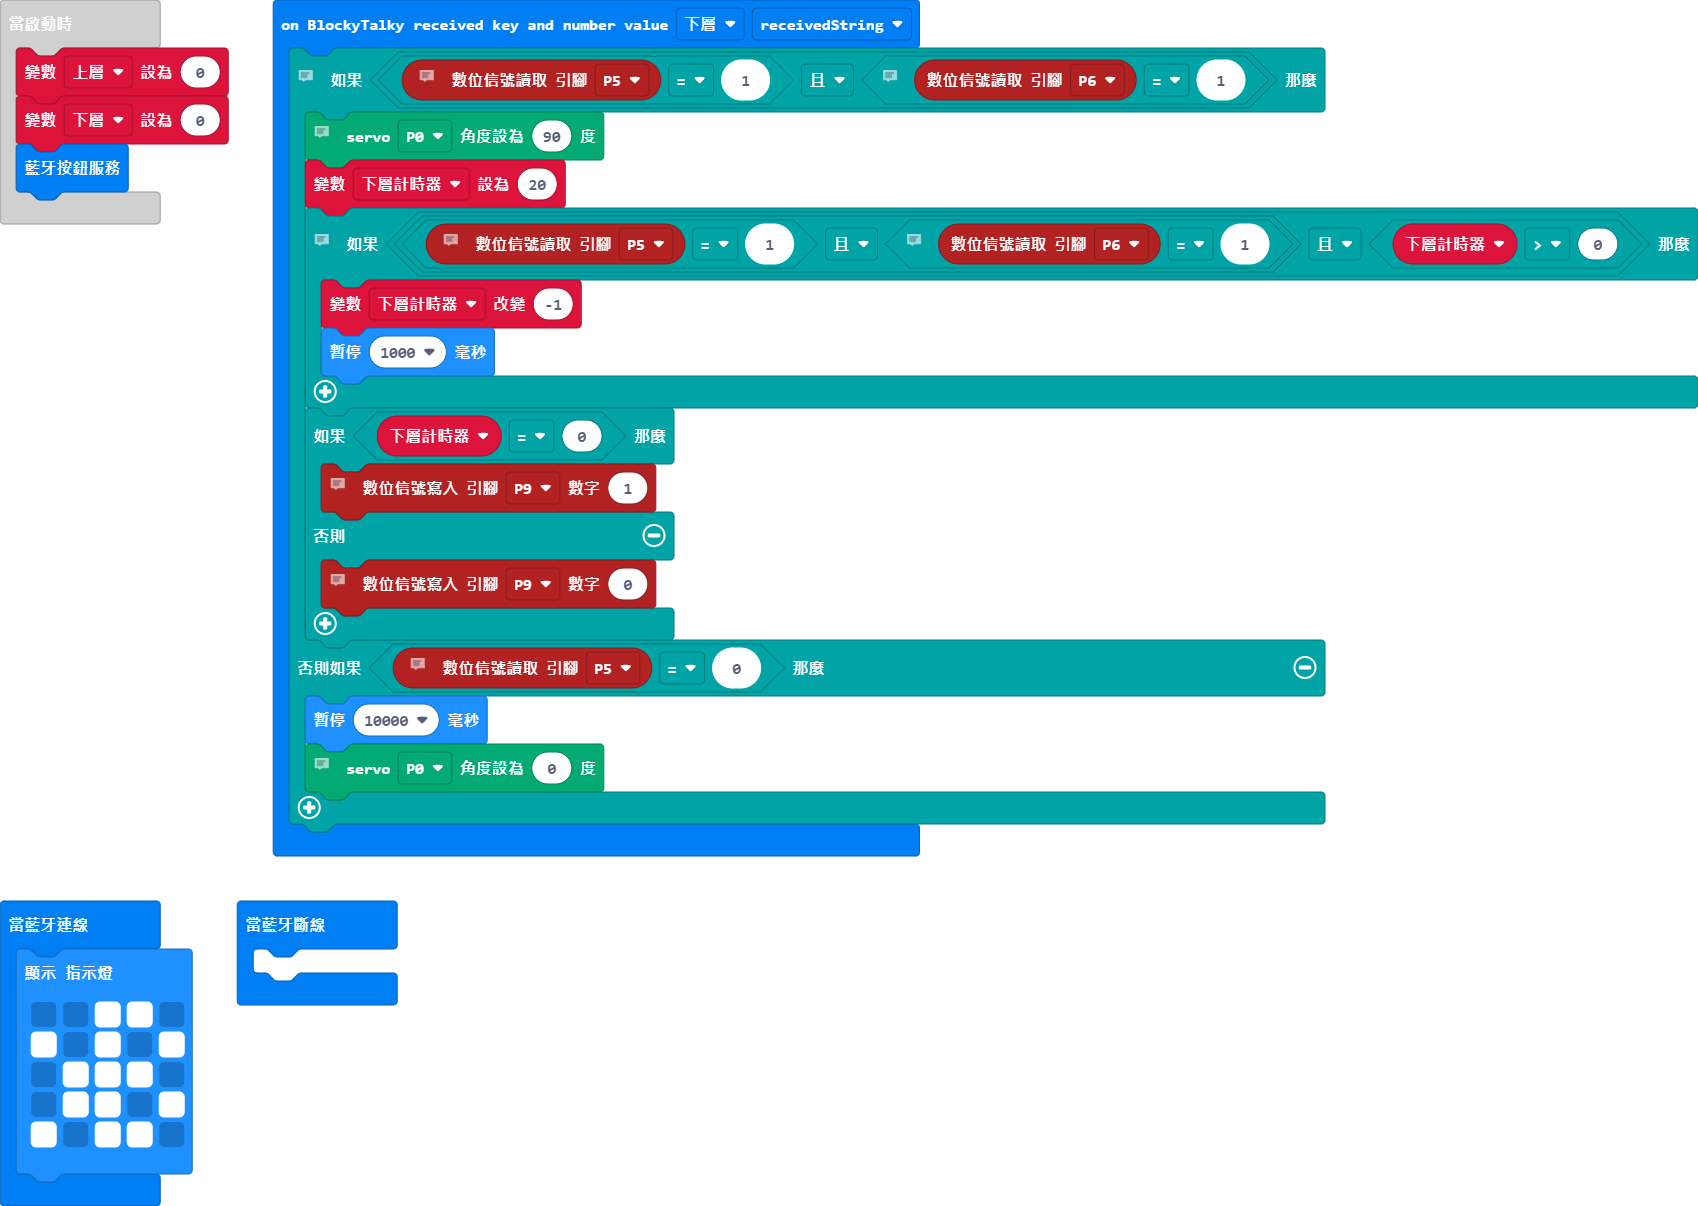 當啟動時
變數 上層 設為 0
變數 下層 設為 0
藍牙按鈕服務
on BlockyTalky received key and number value 下層 receivedString
如果 數位信號讀取 引腳 P5 = 1 且 數位信號讀取 引腳 P6 = 1 那麼
servo P0 角度設為 90 度
變數 下層計時器 設為 20
如果 數位信號讀取 引腳 P5 = 1 且 數位信號讀取 引腳 P6 = 1 且 下層計時器 > 0 那麼
變數 下層計時器 改變 -1
暫停 1000 毫秒
如果 下層計時器 = 0 那麼
數位信號寫入 引腳 P9 數字 1
否則
數位信號寫入 引腳 P9 數字 0
否則如果 數位信號讀取 引腳 P5 = 0 那麼
暫停 10000 毫秒
servo P0 角度設為 0 度
當藍牙連線
顯示 指示燈
當藍牙斷線